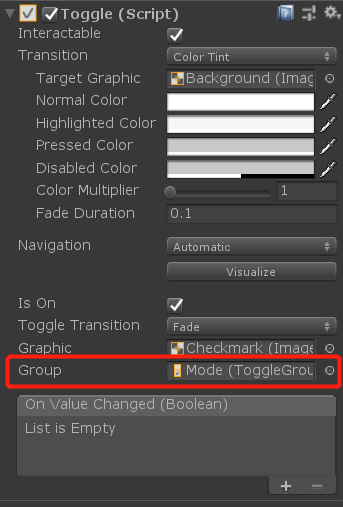 Toggle (Script)
Interactable
Transition Color Tint
Target Graphic Background (Imag
Normal Color
Highlighted Color
Pressed Color
Disabled Color
Color Multiplier 1
Fade Duration 0.1
Navigation Automatic
Visualize
Is On
Toggle Transition Fade
Graphic Checkmark (Image
Group Mode (ToggleGrou
On Value Changed (Boolean)
List is Empty